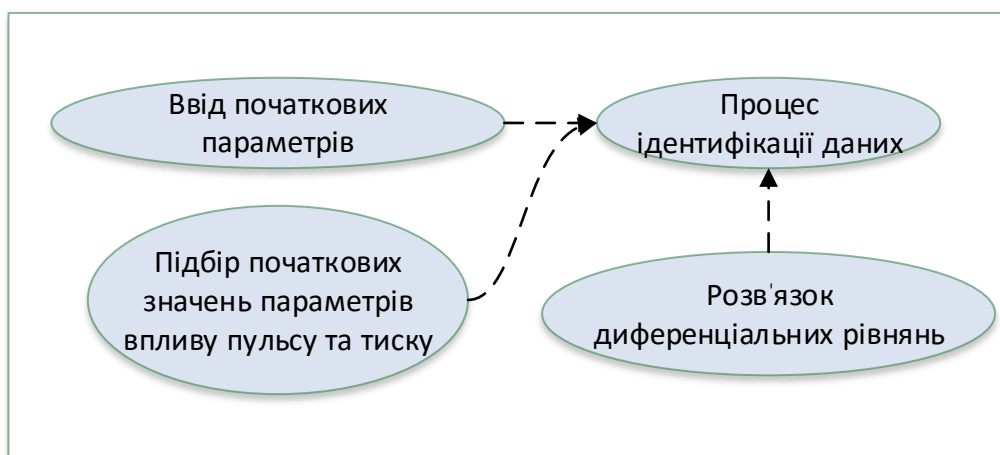 Ввід початкових
параметрів
Процес
ідентифікації даних
Підбір початкових
значень параметрів
впливу пульсу та тиску
Розв'язок
диференціальних рівнянь